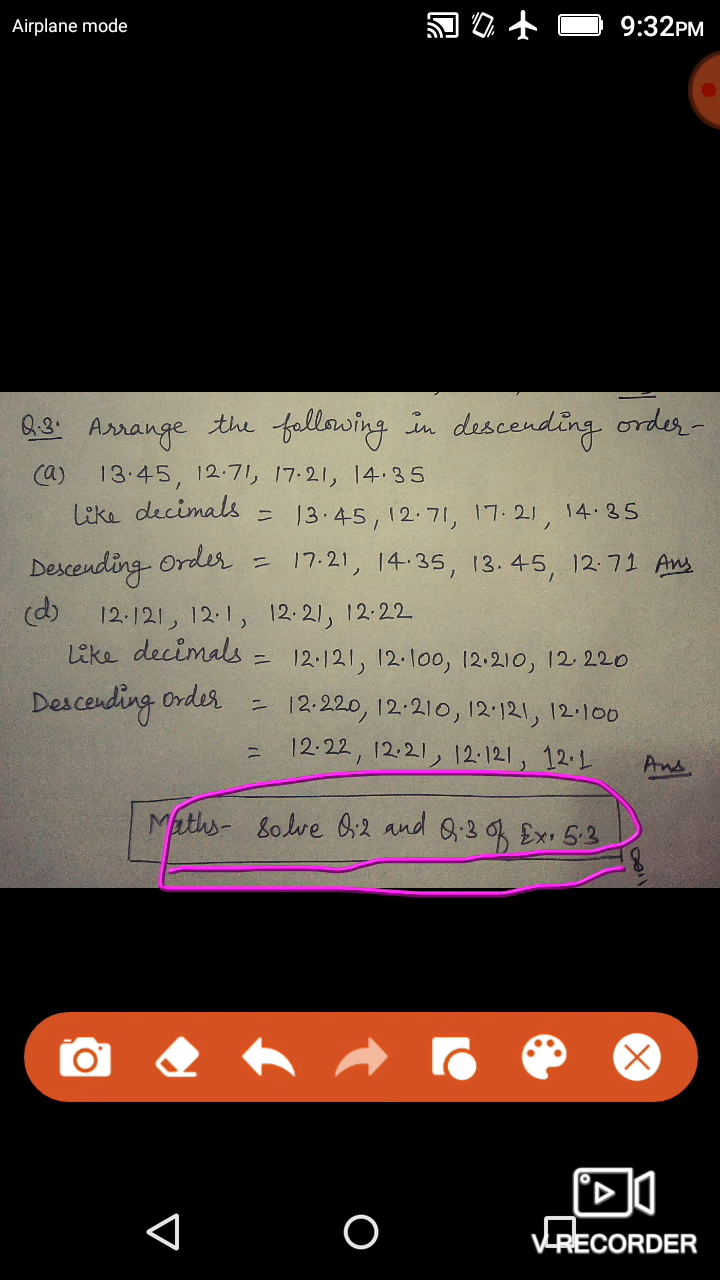 Airplane mode
9:32PM
Q.3. Arrange the following in descending order-
(a) 13.45, 12.71, 17.21, 14.35
Like decimals = 13.45, 12.71, 17.21, 14.35
Descending Order = 17.21, 14.35, 13.45, 12.71 Ans
(d) 12.121, 12.1, 12.21, 12.22
Like decimals = 12.121, 12.100, 12.210, 12.220
Descending Order = 12.220, 12.210, 12.121, 12.100
= 12.22, 12.21, 12.121, 12.1 Ans
Maths- Solve Q.2 and Q.3 of Ex. 5.3
8
V RECORDER